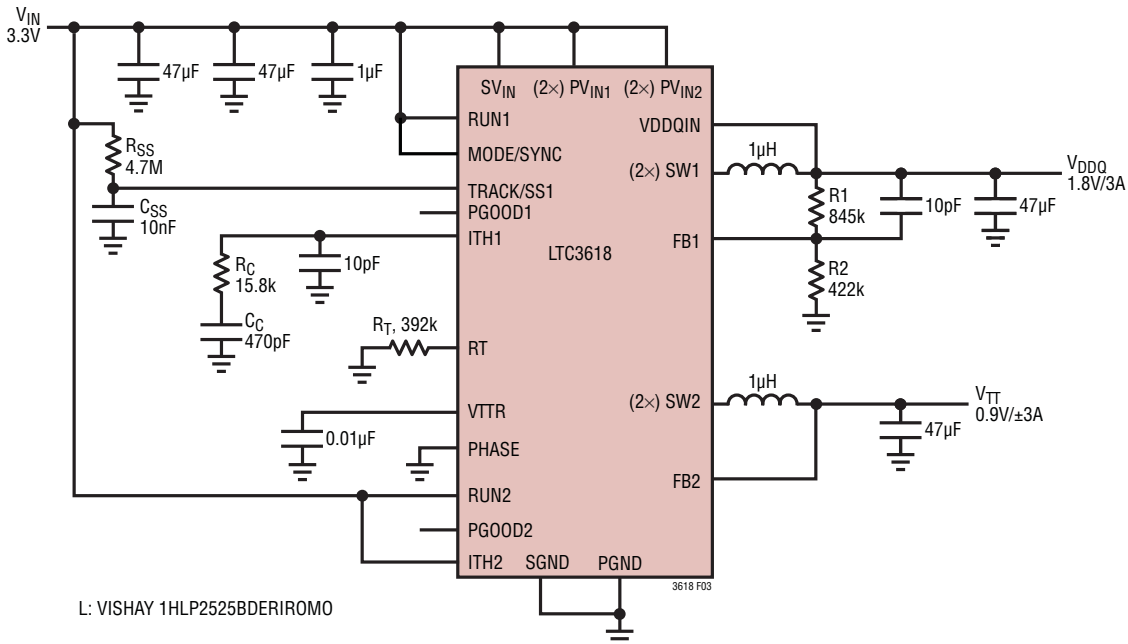 VIN
3.3V
47µF
47µF
1µF
RSS
4.7M
CSS
10nF
RC
15.8k
CC
470pF
10pF
RT, 392k
0.01µF
SVIN
(2×) PVIN1
(2×) PVIN2
RUN1
MODE/SYNC
TRACK/SS1
PGOOD1
ITH1
RT
VTTR
PHASE
RUN2
PGOOD2
ITH2
SGND
PGND
LTC3618
VDDQIN
(2×) SW1
FB1
(2×) SW2
FB2
1µH
VDDQ
1.8V/3A
R1
845k
10pF
47µF
R2
422k
1µH
VTT
0.9V/±3A
47µF
3618 F03
L: VISHAY 1HLP2525BDERIROMO